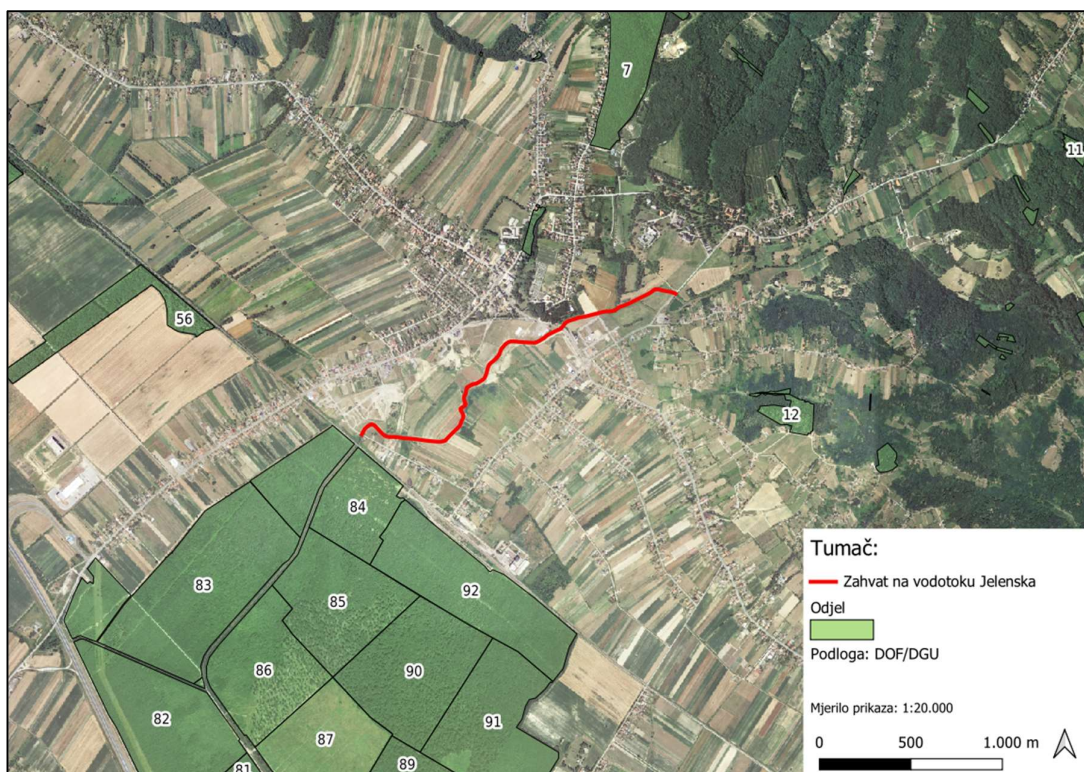 7
11
56
12
84
83
92
85
86
90
82
91
87
81
89
Tumač:
Zahvat na vodotoku Jelenska
Odjel
Podloga: DOF/DGU
Mjerilo prikaza: 1:20.000
0 500 1.000 m